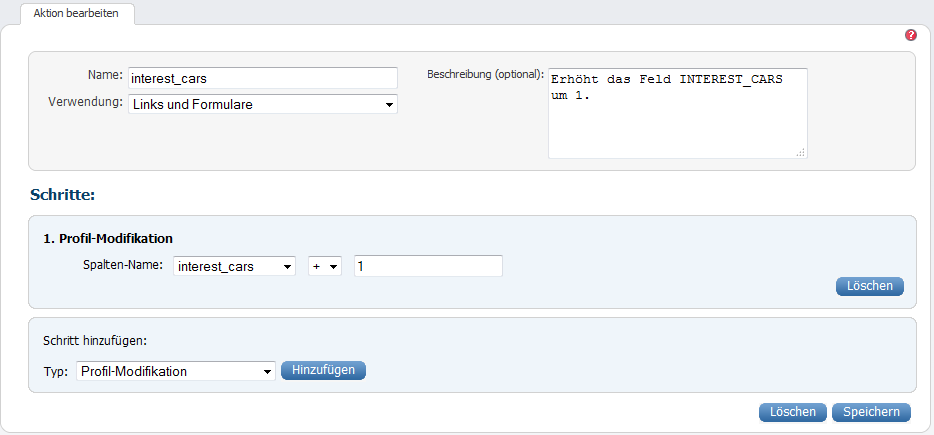 Aktion bearbeiten
?
Name: interest_cars
Verwendung: Links und Formulare
Beschreibung (optional): Erhöht das Feld INTEREST_CARS
um 1.
Schritte:
1. Profil-Modifikation
Spalten-Name: interest_cars + 1
Löschen
Schritt hinzufügen:
Typ: Profil-Modifikation Hinzufügen
Löschen Speichern